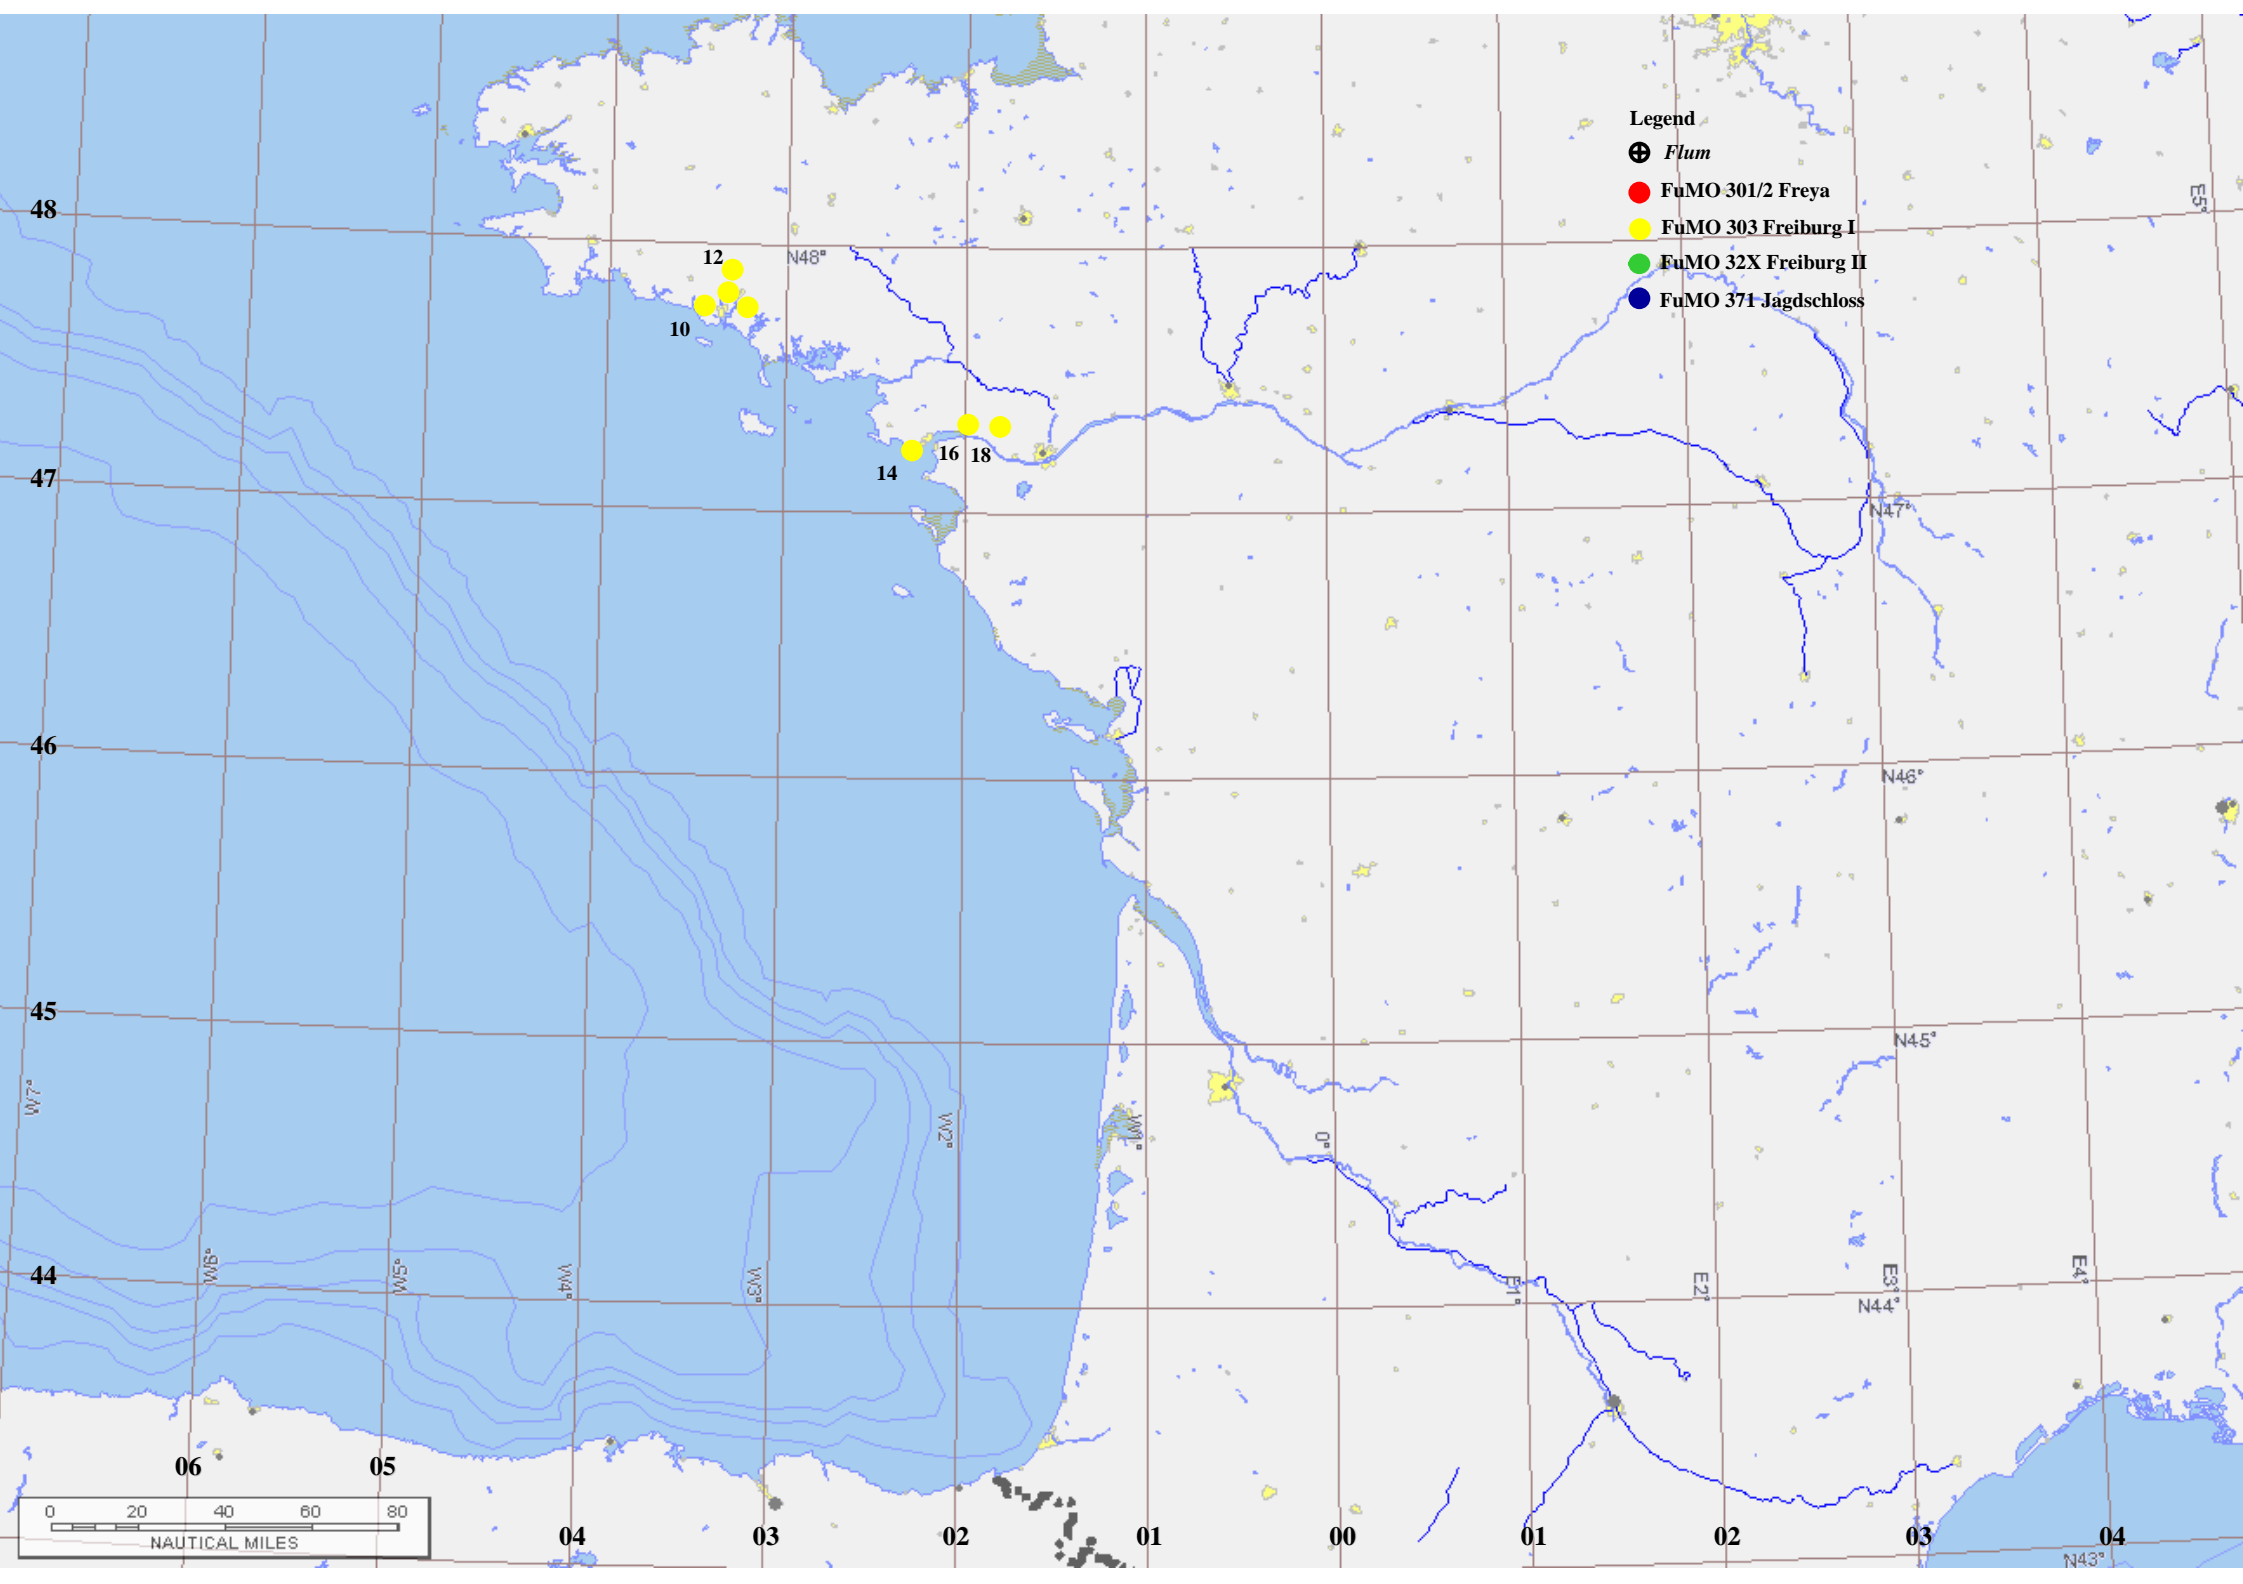 Legend
Flum
FuMO 301/2 Freya
FuMO 303 Freiburg I
FuMO 32X Freiburg II
FuMO 371 Jagdschloss
E5°
48
12
N48°
10
16 18
14
47
N47°
46
N46°
45
N45°
W7°
W2°
W1°
0°
W6°
W5°
W4°
W3°
44
E1°
E2°
E3°
E4°
N44°
06
05
0 20 40 60 80
NAUTICAL MILES
04
03
02
01
00
01
02
03
04
N43°